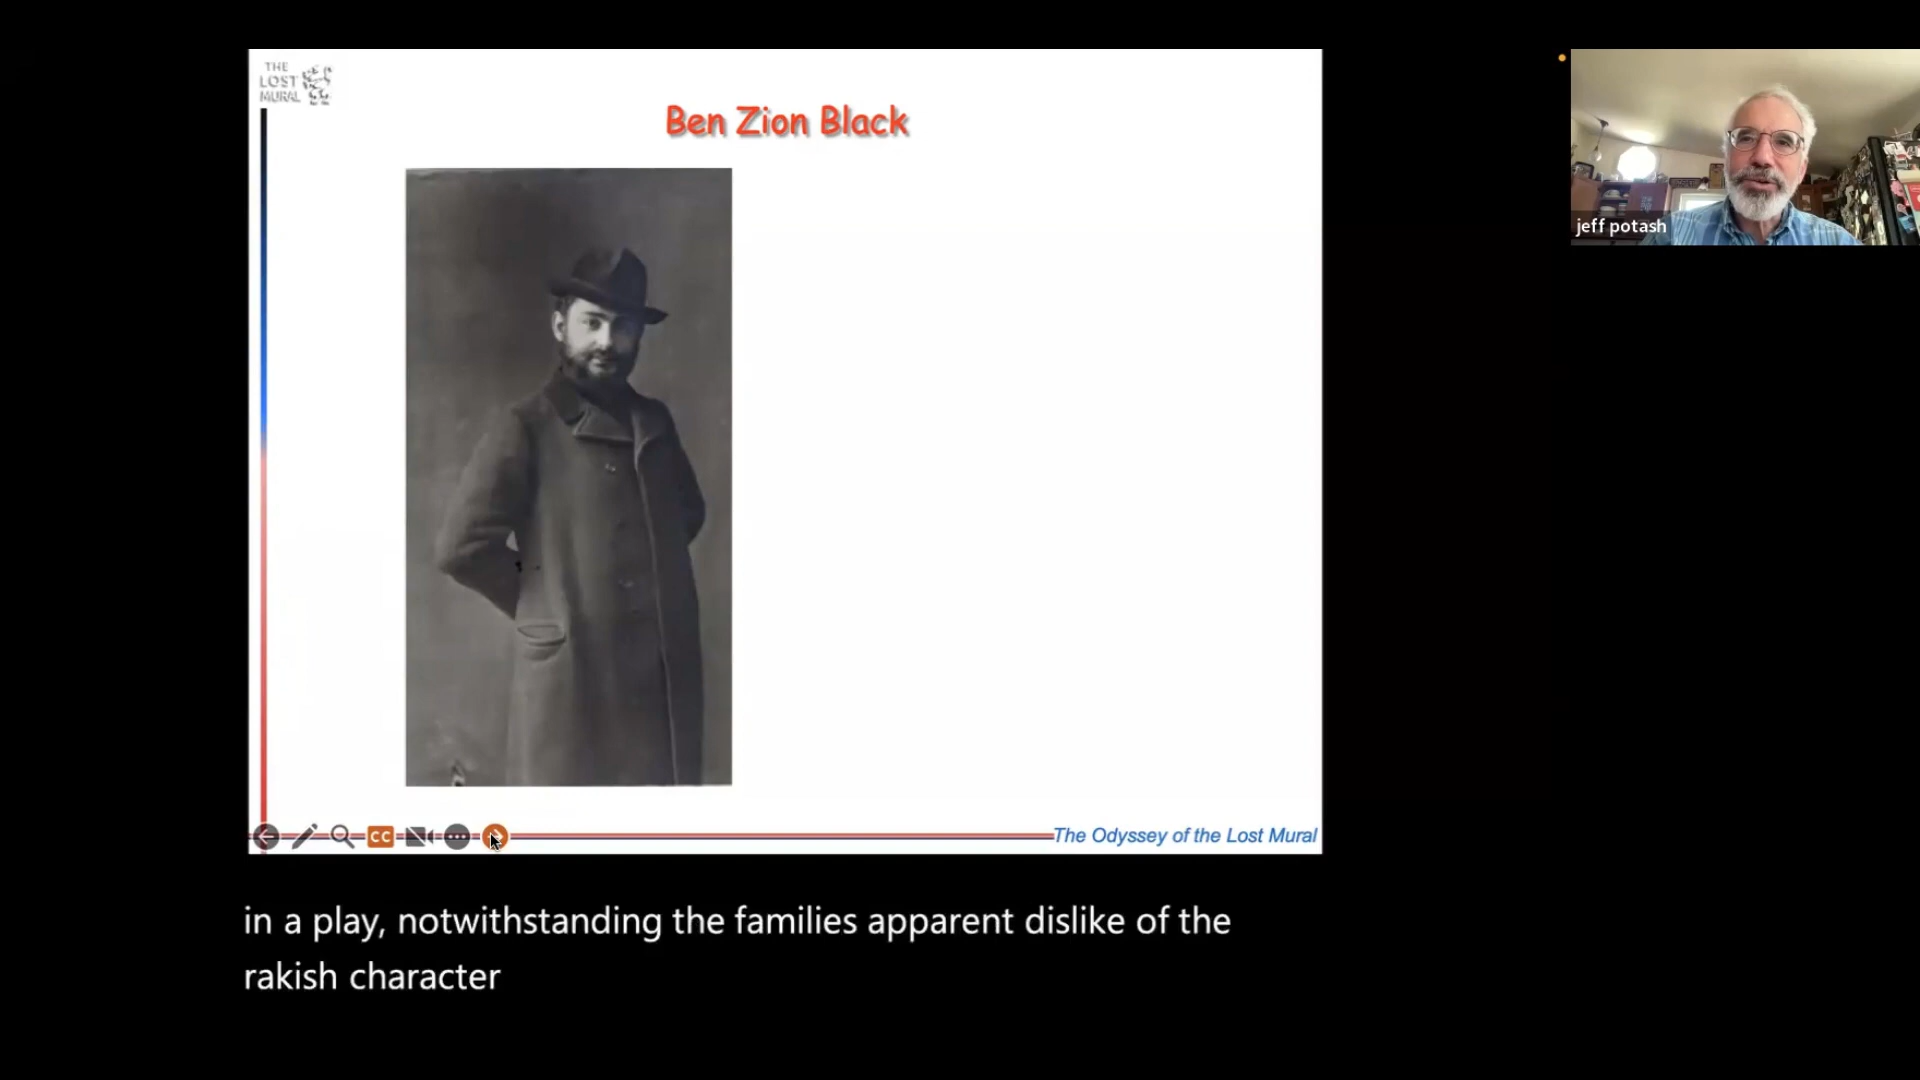 THE
LOST
MURAL
Ben Zion Black
jeff potash
CC
The Odyssey of the Lost Mural
in a play, notwithstanding the families apparent dislike of the
rakish character